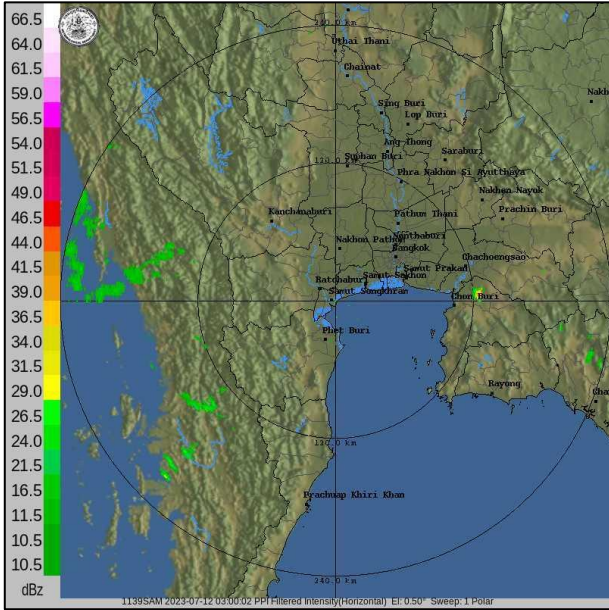 66.5
64.0
61.5
59.0
56.5
54.0
51.5
49.0
46.5
44.0
41.5
39.0
36.5
34.0
31.5
29.0
26.5
24.0
21.5
16.5
11.5
10.5
10.5
dBz
240.0 km
Uthai Thani
Chainat
Nakh
Sing Buri
Lop Buri
Ang Thong
Saraburi
120.0 km
Suphan Buri
Phra Nakhon Si Ayutthaya
Nakhon Nayok
Kanchanaburi
Pathum Thani
Prachin Buri
Nonthaburi
Nakhon Pathom
Bangkok
Chachoengsao
Samut Prakan
Samut Sakhon
Ratchaburi
Samut Songkhram
Chon Buri
Phet Buri
Rayong
Cha
120.0 km
Prachuap Khiri Khan
240.0 km
1139SAM 2023-07-12 03:00:02 PPI Filtered Intensity(Horizontal) El: 0.50° Sweep: 1 Polar